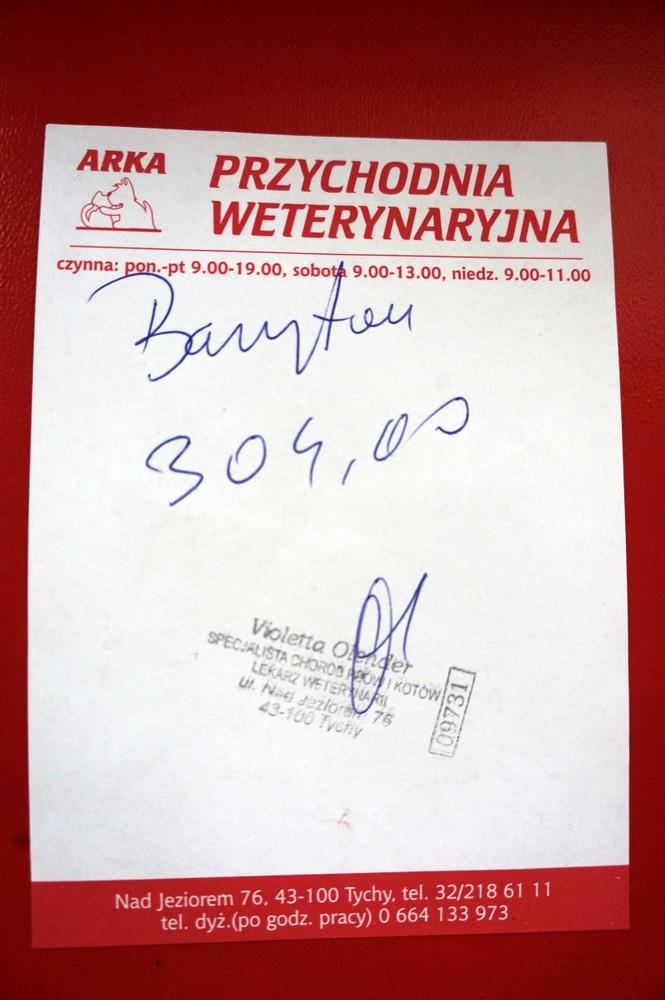 ARKA
PRZYCHODNIA
WETERYNARYJNA
czynna: pon.-pt 9.00-19.00, sobota 9.00-13.00, niedz. 9.00-11.00
Baryton
304,00
Violetta Olender
SPECJALISTA CHORÓB PSÓW I KOTÓW
LEKARZ WETERYNARII
ul. Nad Jeziorem 76
43-100 Tychy
09731
Nad Jeziorem 76, 43-100 Tychy, tel. 32/218 61 11
tel. dyż.(po godz. pracy) 0 664 133 973